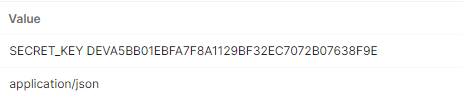 Value
SECRET_KEY DEVA5BB01EBFA7F8A1129BF32EC7072B07638F9E
application/json